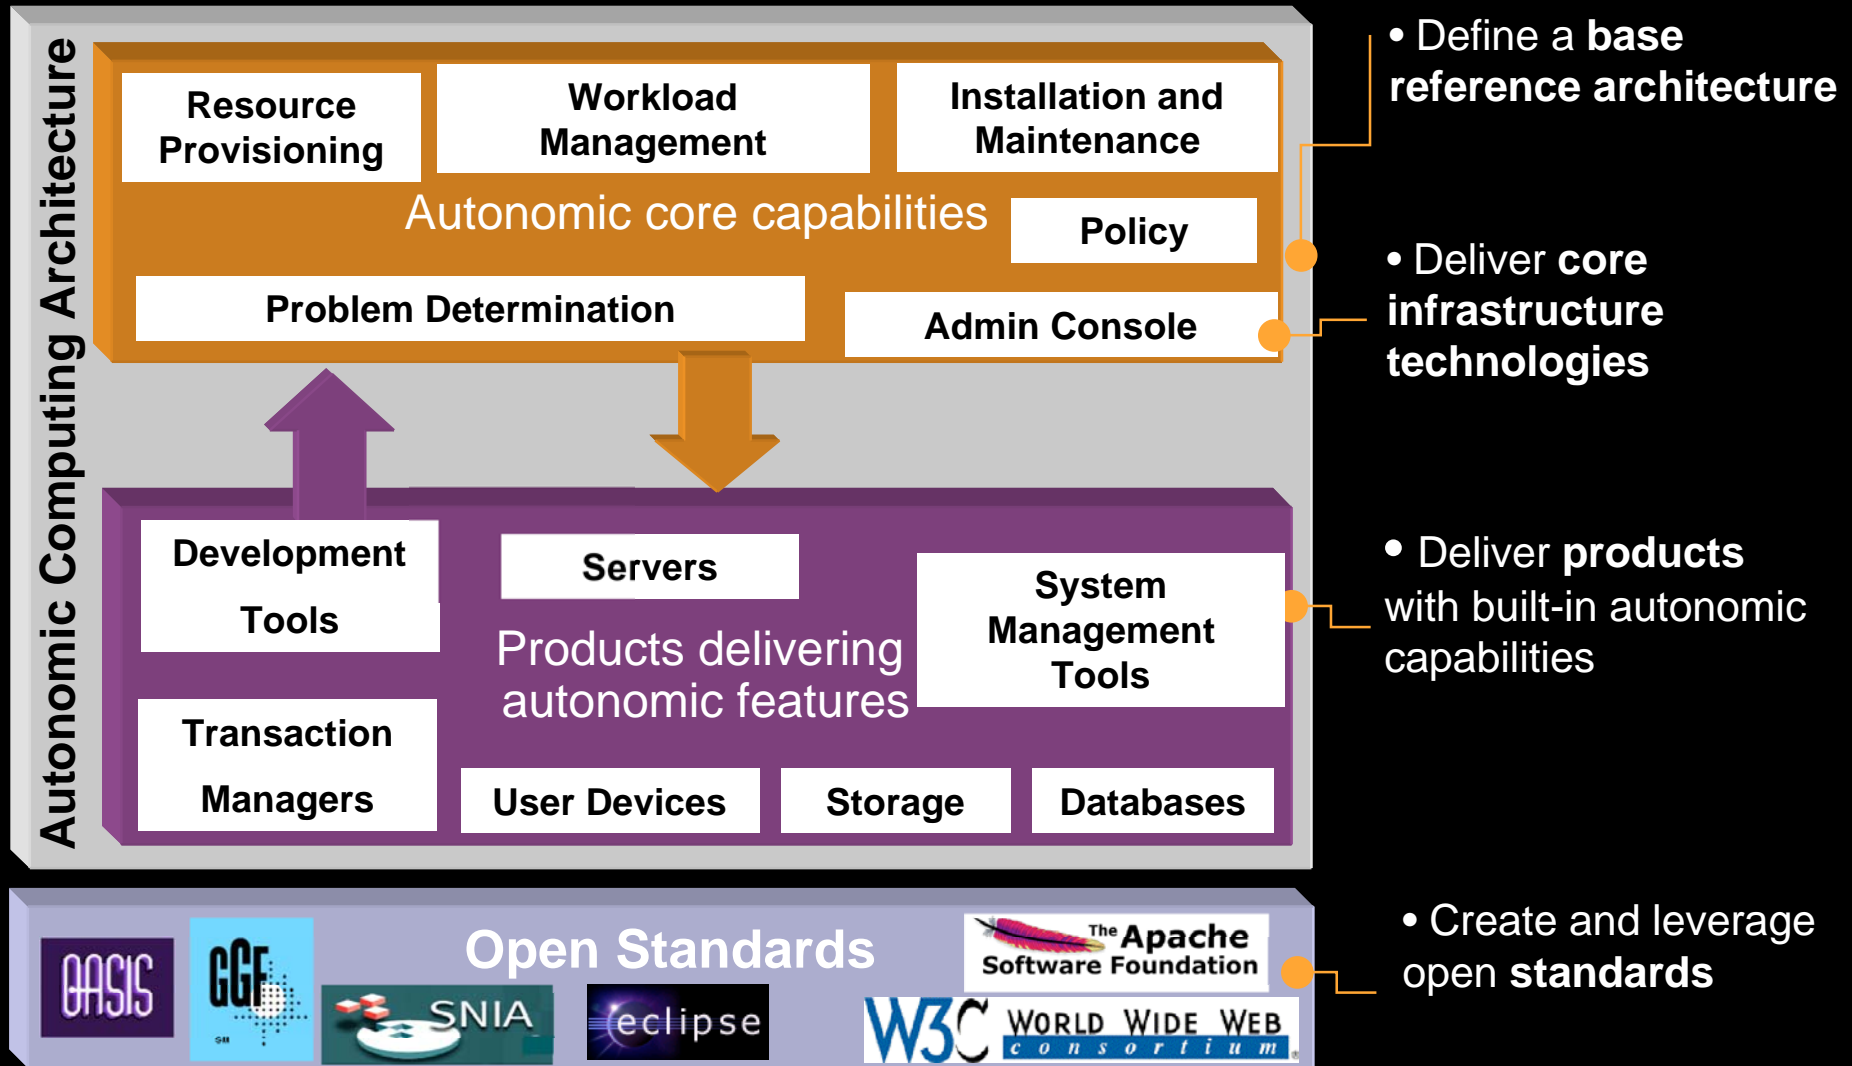 Autonomic Computing Architecture
Resource
Provisioning
Workload
Management
Installation and
Maintenance
Autonomic core capabilities
Policy
Problem Determination
Admin Console
Development
Tools
Servers
System
Management
Tools
Products delivering
autonomic features
Transaction
Managers
User Devices
Storage
Databases
Open Standards
OASIS
GGF
SM
SNIA
eclipse
The Apache
Software Foundation
W3C WORLD WIDE WEB
consortium®
• Define a base
reference architecture
• Deliver core
infrastructure
technologies
• Deliver products
with built-in autonomic
capabilities
• Create and leverage
open standards